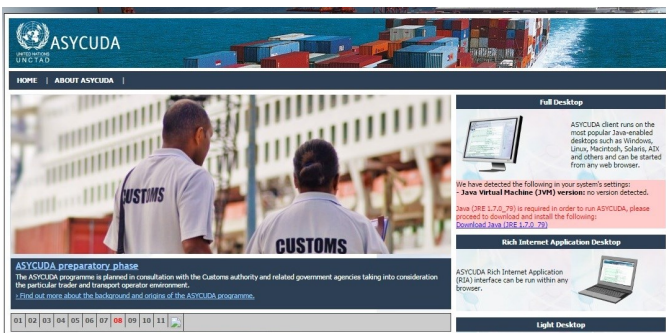 UNITED NATIONS
UNCTAD
ASYCUDA
HOME | ABOUT ASYCUDA |
CUSTOMS
CUSTOMS
ASYCUDA preparatory phase
The ASYCUDA programme is planned in consultation with the Customs authority and related government agencies taking into consideration
the particular trader and transport operator environment.
› Find out more about the background and origins of the ASYCUDA programme.
01 02 03 04 05 06 07 08 09 10 11
Full Desktop
ASYCUDA client runs on the
most popular Java-enabled
desktops such as Windows,
Linux, Macintosh, Solaris, AIX
and others and can be started
from any web browser.
We have detected the following in your system's settings:
- Java Virtual Machine (JVM) version: no version detected.
Java (JRE 1.7.0_79) is required in order to run ASYCUDA, please
proceed to download and install the following:
Download Java (JRE 1.7.0_79)
Rich Internet Application Desktop
ASYCUDA Rich Internet Application
(RIA) interface can be run within any
browser.
Light Desktop